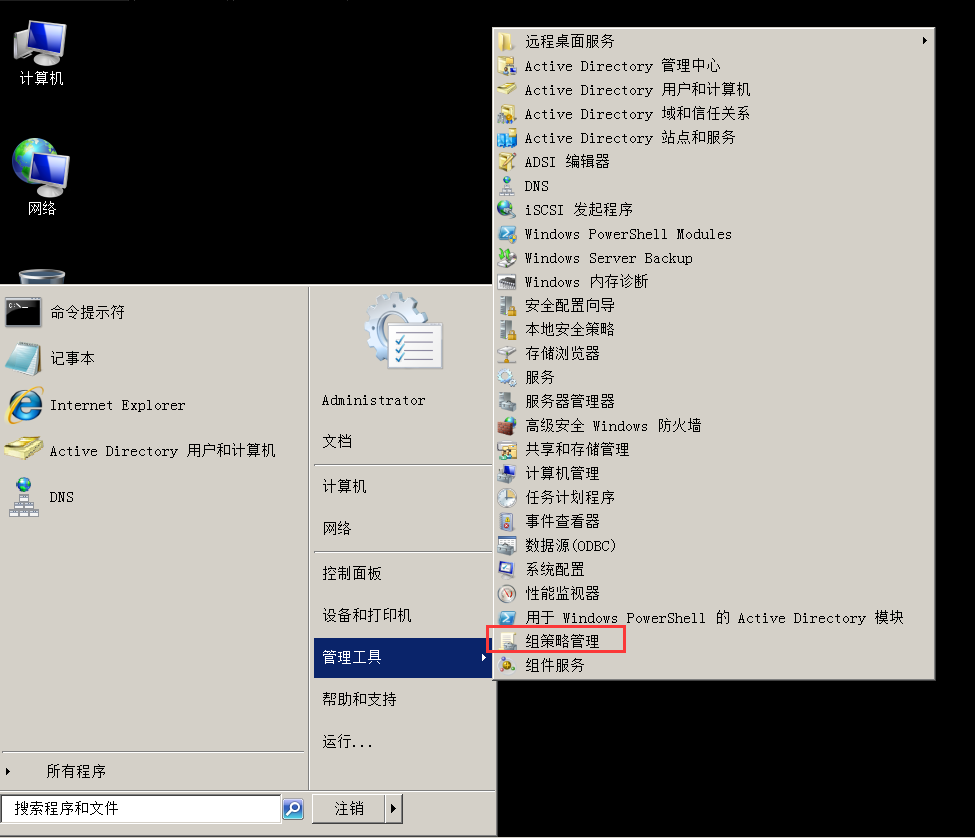 计算机
网络
命令提示符
记事本
Internet Explorer
Active Directory 用户和计算机
DNS
所有程序
搜索程序和文件
Administrator
文档
计算机
网络
控制面板
设备和打印机
管理工具
帮助和支持
运行...
注销
远程桌面服务
Active Directory 管理中心
Active Directory 用户和计算机
Active Directory 域和信任关系
Active Directory 站点和服务
ADSI 编辑器
DNS
iSCSI 发起程序
Windows PowerShell Modules
Windows Server Backup
Windows 内存诊断
安全配置向导
本地安全策略
存储浏览器
服务
服务器管理器
高级安全 Windows 防火墙
共享和存储管理
计算机管理
任务计划程序
事件查看器
数据源(ODBC)
系统配置
性能监视器
用于 Windows PowerShell 的 Active Directory 模块
组策略管理
组件服务